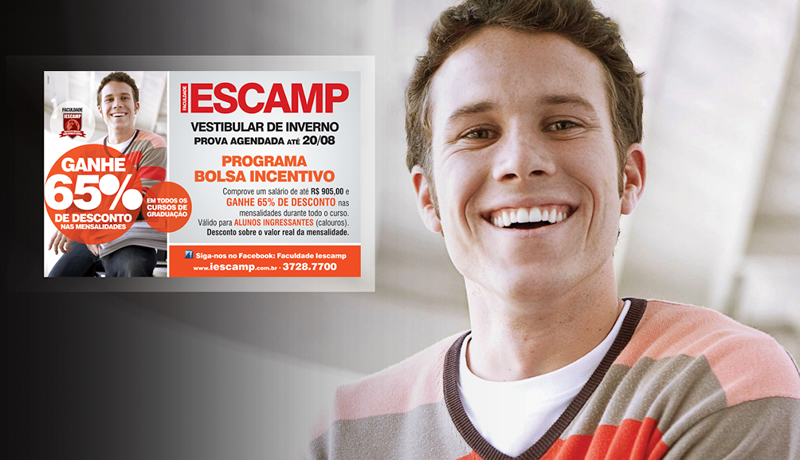 FACULDADE
IESCAMP
GANHE
65%
DE DESCONTO
NAS MENSALIDADES
EM TODOS OS
CURSOS DE
GRADUAÇÃO
FACULDADE
IESCAMP
VESTIBULAR DE INVERNO
PROVA AGENDADA ATÉ 20/08
PROGRAMA
BOLSA INCENTIVO
Comprove um salário de até R$ 905,00 e
GANHE 65% DE DESCONTO nas
mensalidades durante todo o curso.
Válido para ALUNOS INGRESSANTES (calouros).
Desconto sobre o valor real da mensalidade.
Siga-nos no Facebook: Faculdade Iescamp
www.iescamp.com.br - 3728.7700